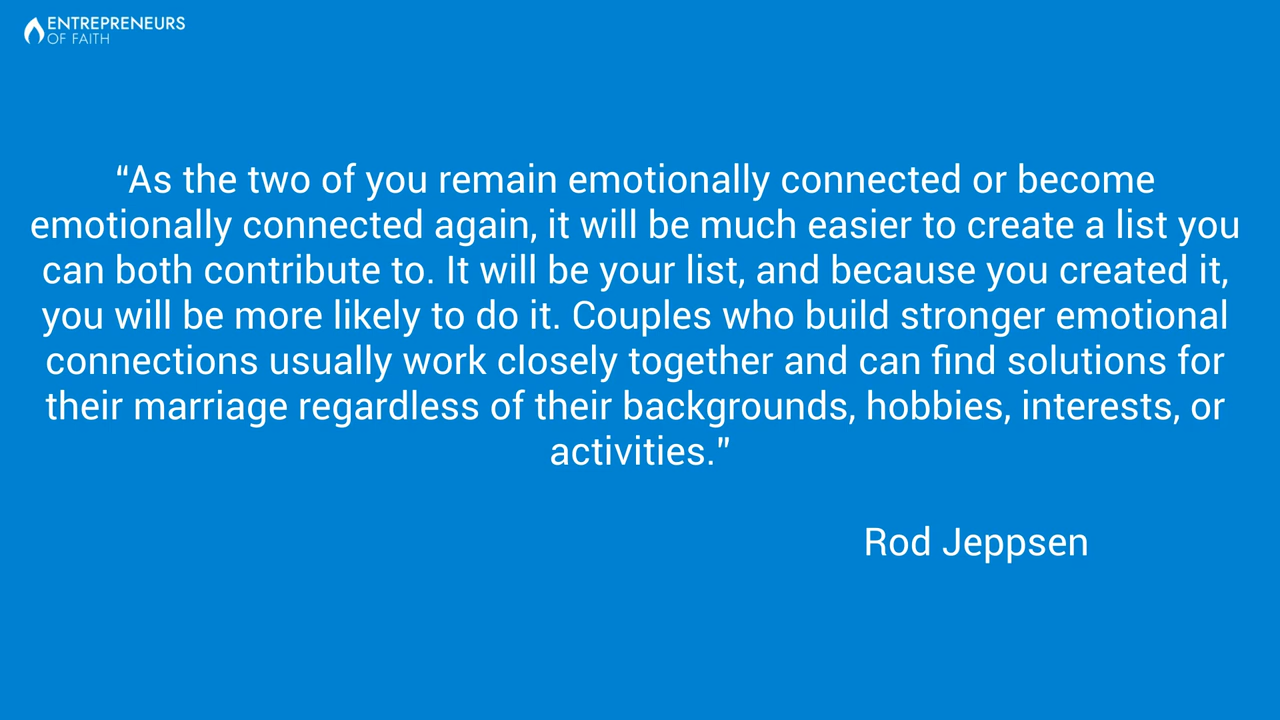 ENTREPRENEURS
OF FAITH
“As the two of you remain emotionally connected or become
emotionally connected again, it will be much easier to create a list you
can both contribute to. It will be your list, and because you created it,
you will be more likely to do it. Couples who build stronger emotional
connections usually work closely together and can find solutions for
their marriage regardless of their backgrounds, hobbies, interests, or
activities.”
Rod Jeppsen